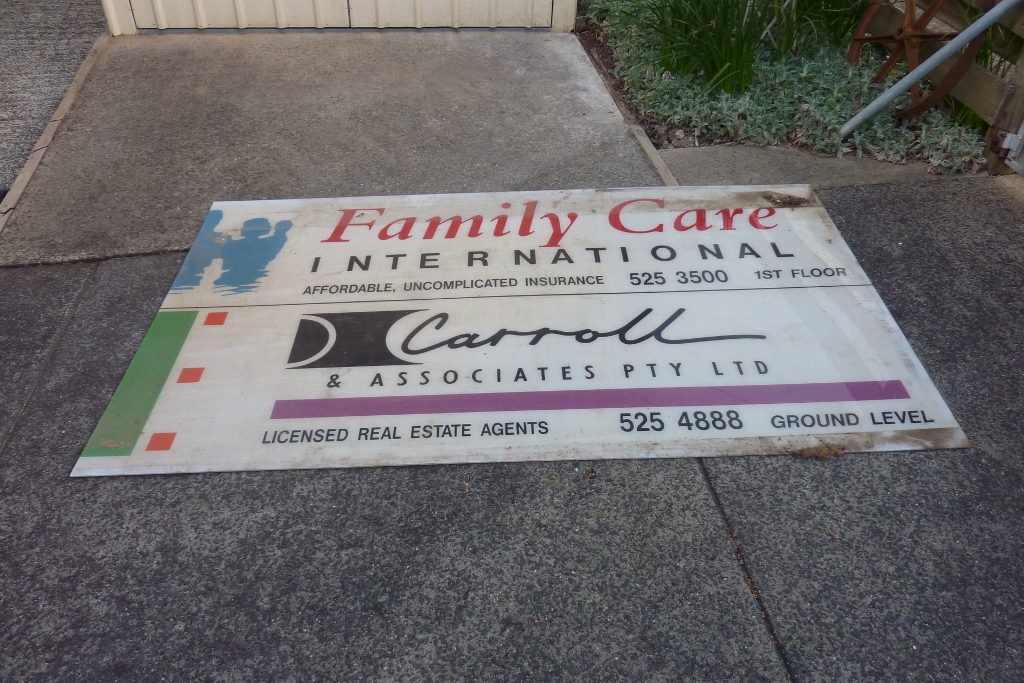 Family Care
INTERNATIONAL
AFFORDABLE, UNCOMPLICATED INSURANCE 525 3500 1ST FLOOR
Carroll
& ASSOCIATES PTY LTD
LICENSED REAL ESTATE AGENTS 525 4888 GROUND LEVEL